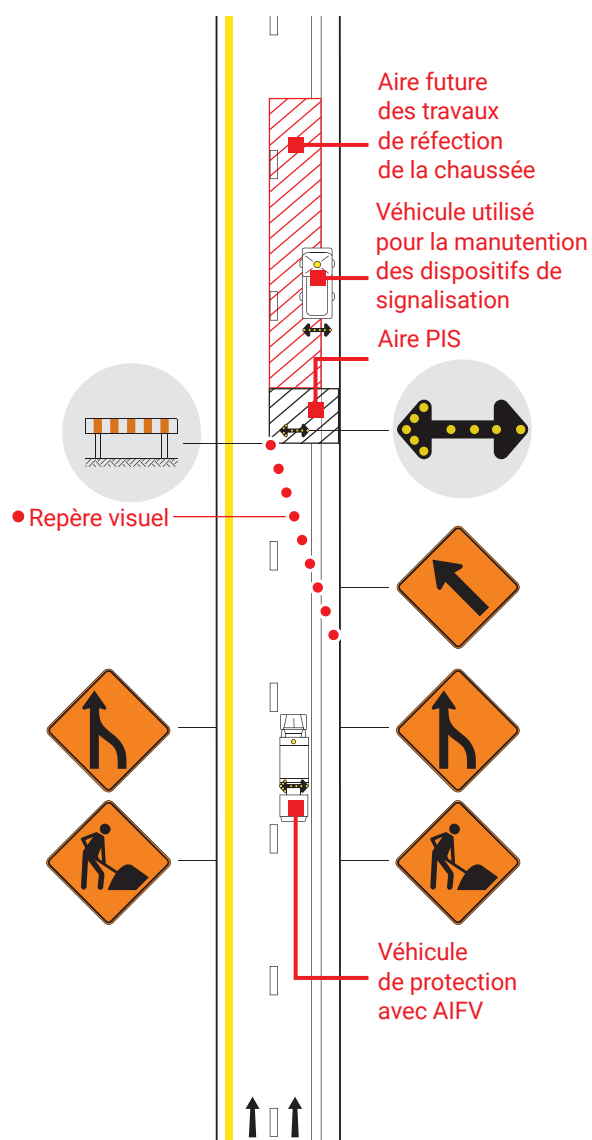 Aire future
des travaux
de réfection
de la chaussée
Véhicule utilisé
pour la manutention
des dispositifs de
signalisation
Aire PIS
Repère visuel
Véhicule
de protection
avec AIFV